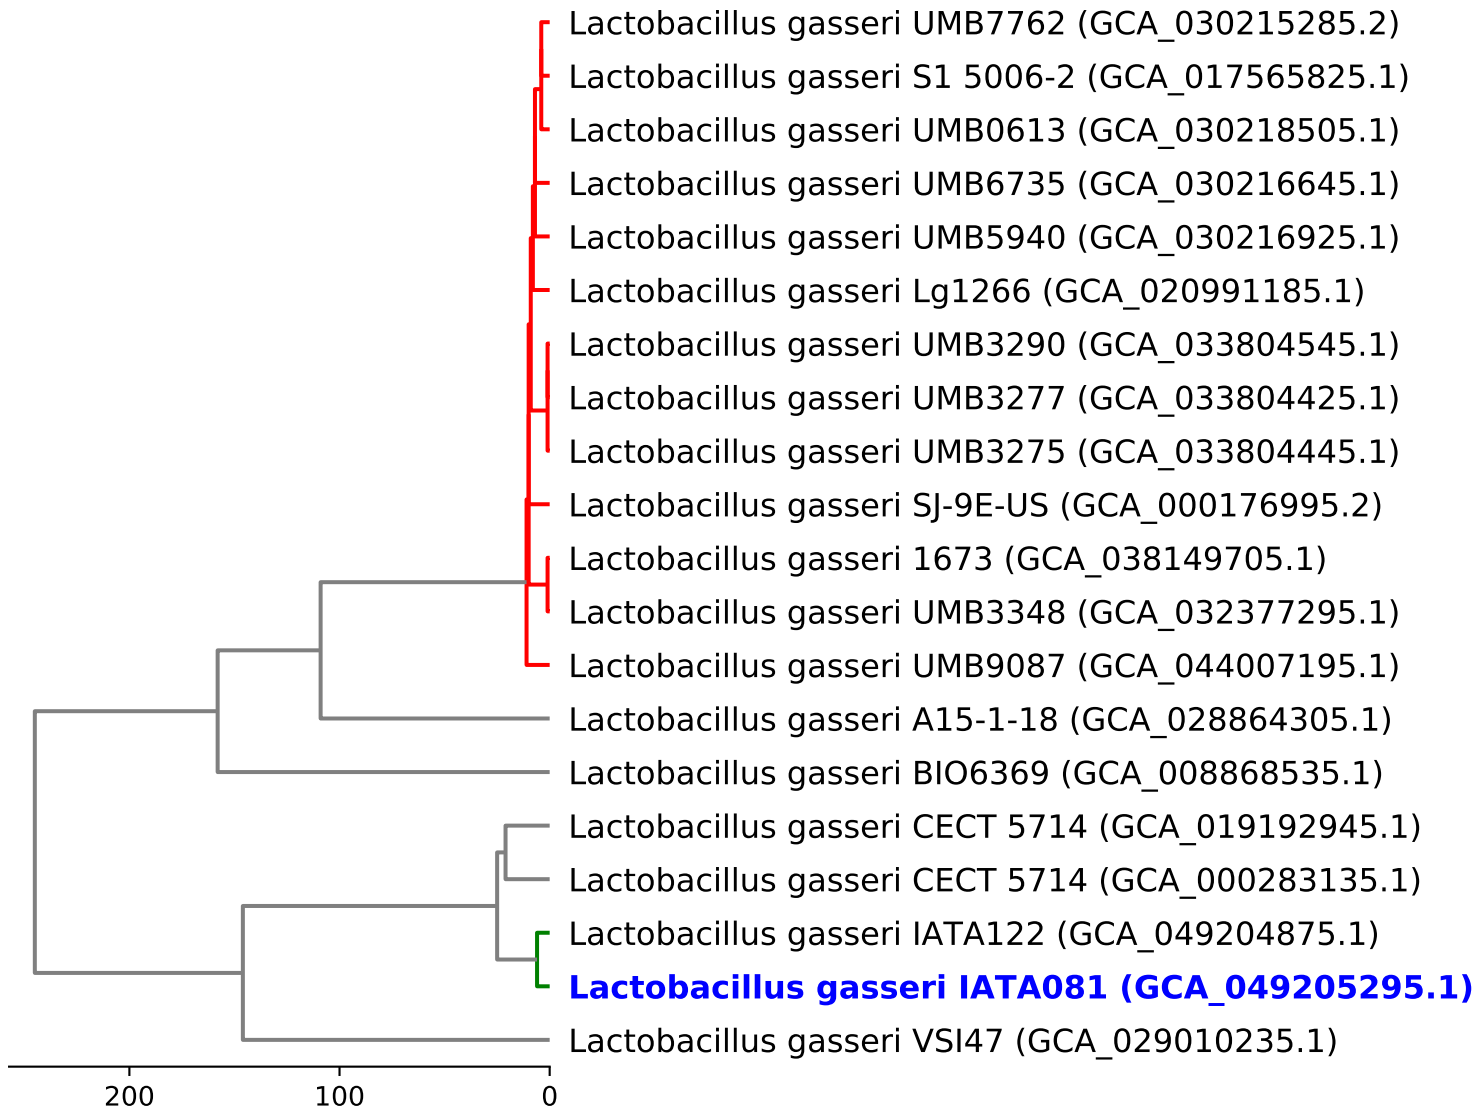 Lactobacillus gasseri UMB7762 (GCA_030215285.2)
Lactobacillus gasseri S1 5006-2 (GCA_017565825.1)
Lactobacillus gasseri UMB0613 (GCA_030218505.1)
Lactobacillus gasseri UMB6735 (GCA_030216645.1)
Lactobacillus gasseri UMB5940 (GCA_030216925.1)
Lactobacillus gasseri Lg1266 (GCA_020991185.1)
Lactobacillus gasseri UMB3290 (GCA_033804545.1)
Lactobacillus gasseri UMB3277 (GCA_033804425.1)
Lactobacillus gasseri UMB3275 (GCA_033804445.1)
Lactobacillus gasseri SJ-9E-US (GCA_000176995.2)
Lactobacillus gasseri 1673 (GCA_038149705.1)
Lactobacillus gasseri UMB3348 (GCA_032377295.1)
Lactobacillus gasseri UMB9087 (GCA_044007195.1)
Lactobacillus gasseri A15-1-18 (GCA_028864305.1)
Lactobacillus gasseri BIO6369 (GCA_008868535.1)
Lactobacillus gasseri CECT 5714 (GCA_019192945.1)
Lactobacillus gasseri CECT 5714 (GCA_000283135.1)
Lactobacillus gasseri IATA122 (GCA_049204875.1)
Lactobacillus gasseri IATA081 (GCA_049205295.1)
Lactobacillus gasseri VSI47 (GCA_029010235.1)
200 100 0